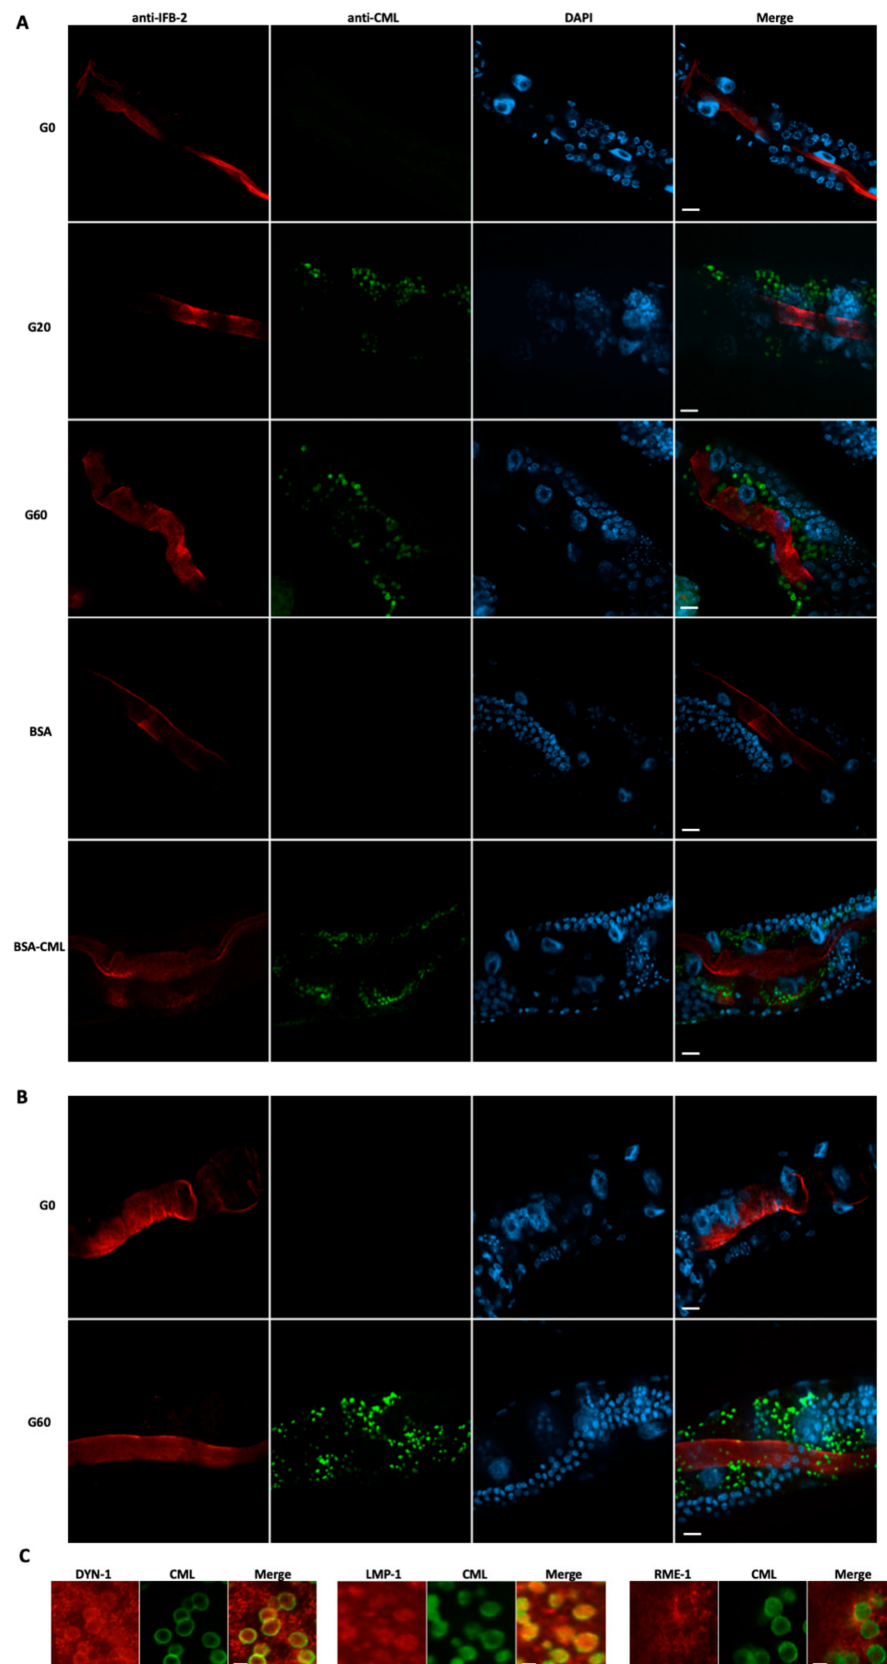 A
anti-IFB-2 anti-CML DAPI Merge
G0
G20
G60
BSA
BSA-CML
B
G0
G60
C
DYN-1 CML Merge LMP-1 CML Merge RME-1 CML Merge